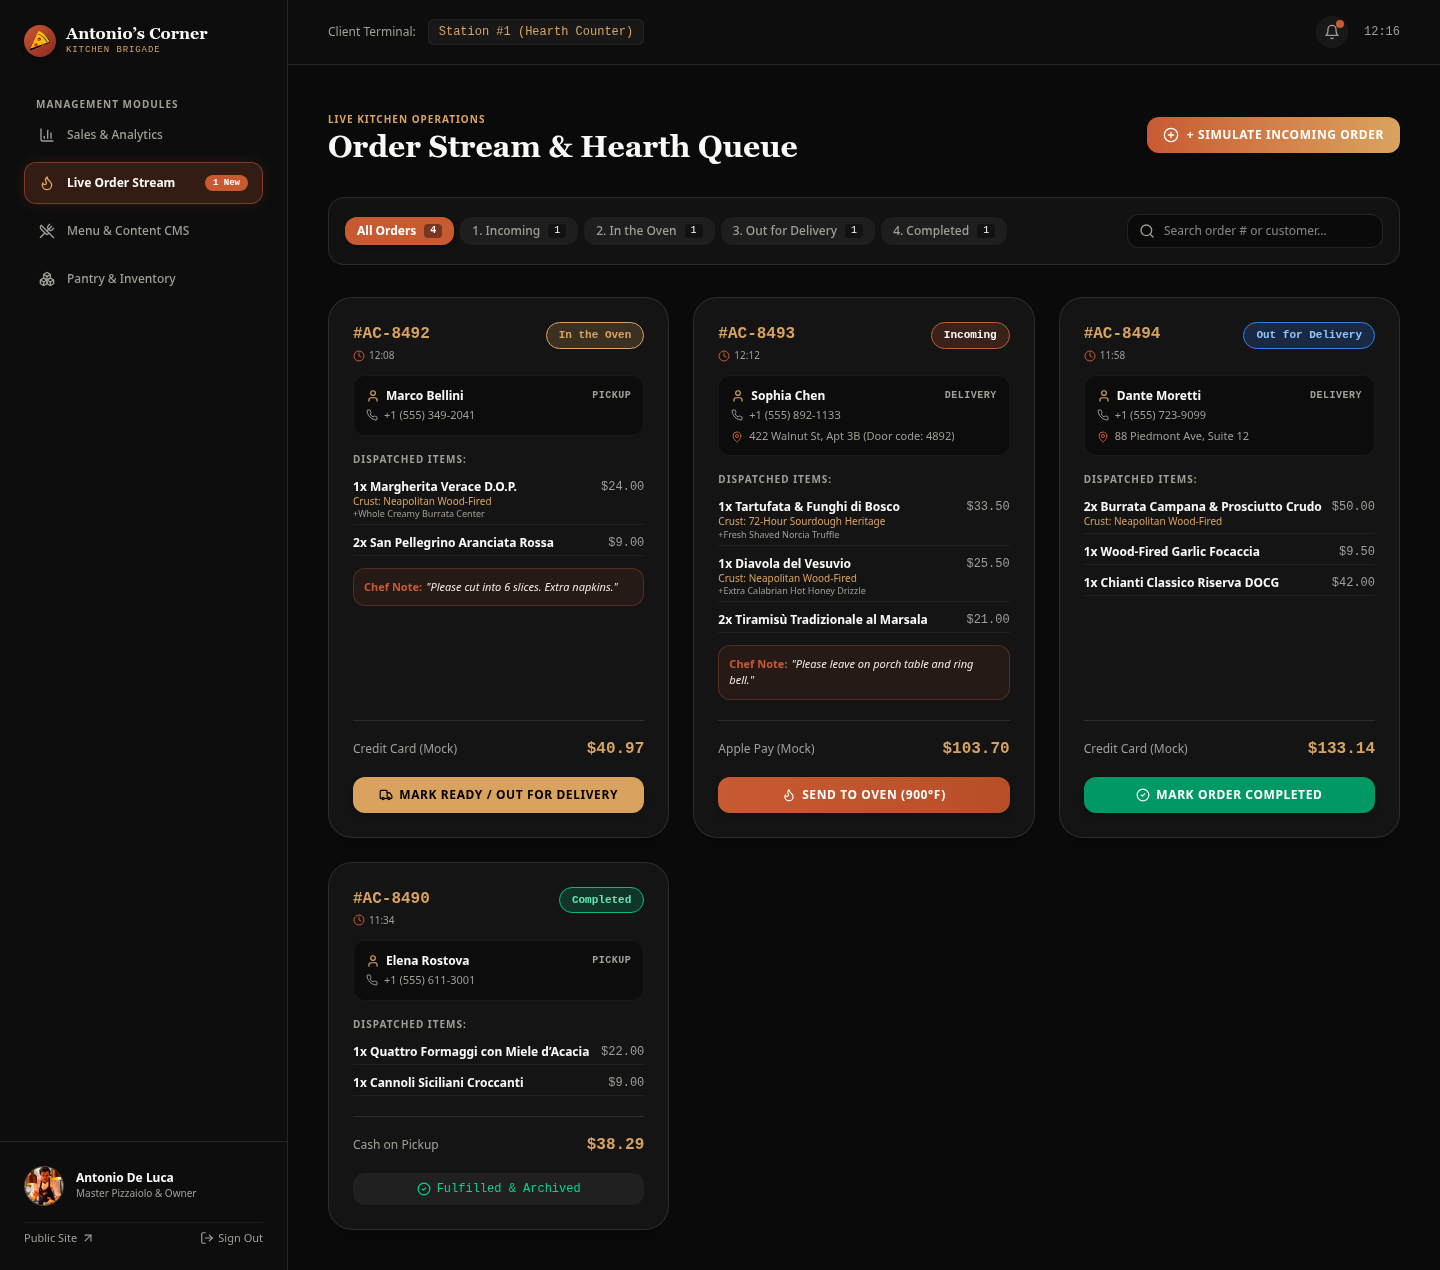 Antonio's Corner
KITCHEN BRIGADE
MANAGEMENT MODULES
Sales & Analytics
Live Order Stream 1 New
Menu & Content CMS
Pantry & Inventory
Antonio De Luca
Master Pizzaiolo & Owner
Public Site Sign Out
Client Terminal: Station #1 (Hearth Counter) 12:16
LIVE KITCHEN OPERATIONS
Order Stream & Hearth Queue
+ SIMULATE INCOMING ORDER
All Orders 4 1. Incoming 1 2. In the Oven 1 3. Out for Delivery 1 4. Completed 1 Search order # or customer...
#AC-8492 In the Oven
12:08
Marco Bellini PICKUP
+1 (555) 349-2041
DISPATCHED ITEMS:
1x Margherita Verace D.O.P. $24.00
Crust: Neapolitan Wood-Fired
+Whole Creamy Burrata Center
2x San Pellegrino Aranciata Rossa $9.00
Chef Note: "Please cut into 6 slices. Extra napkins."
Credit Card (Mock) $40.97
MARK READY / OUT FOR DELIVERY
#AC-8493 Incoming
12:12
Sophia Chen DELIVERY
+1 (555) 892-1133
422 Walnut St, Apt 3B (Door code: 4892)
DISPATCHED ITEMS:
1x Tartufata & Funghi di Bosco $33.50
Crust: 72-Hour Sourdough Heritage
+Fresh Shaved Norcia Truffle
1x Diavola del Vesuvio $25.50
Crust: Neapolitan Wood-Fired
+Extra Calabrian Hot Honey Drizzle
2x Tiramisù Tradizionale al Marsala $21.00
Chef Note: "Please leave on porch table and ring
bell."
Apple Pay (Mock) $103.70
SEND TO OVEN (900°F)
#AC-8494 Out for Delivery
11:58
Dante Moretti DELIVERY
+1 (555) 723-9099
88 Piedmont Ave, Suite 12
DISPATCHED ITEMS:
2x Burrata Campana & Prosciutto Crudo $50.00
Crust: Neapolitan Wood-Fired
1x Wood-Fired Garlic Focaccia $9.50
1x Chianti Classico Riserva DOCG $42.00
Credit Card (Mock) $133.14
MARK ORDER COMPLETED
#AC-8490 Completed
11:34
Elena Rostova PICKUP
+1 (555) 611-3001
DISPATCHED ITEMS:
1x Quattro Formaggi con Miele d'Acacia $22.00
1x Cannoli Siciliani Croccanti $9.00
Cash on Pickup $38.29
Fulfilled & Archived